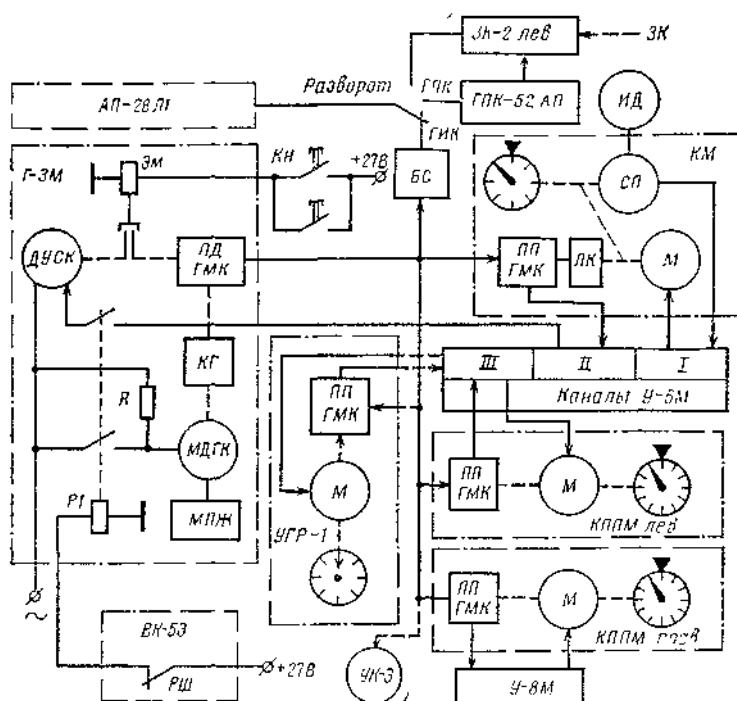 ЗК-2 лев
ЗК
Разворот
ГПК
АП-28Л1
ГПК-52 АП
ИД
ГИК
КМ
Г-3М
ЭМ
КН
+27В
БС
СП
ДУСК
ПД
ГМК
ПП
ГМК
ЛК
М
КГ
III
II
I
Каналы У-6М
R
ПП
ГМК
МДГК
ПП
ГМК
М
М
Р1
МПЖ
УГР-1
КППМ лев
ПП
ГМК
М
КППМ прав
~
ВК-53
+27В
РШ
УК-3
У-8М